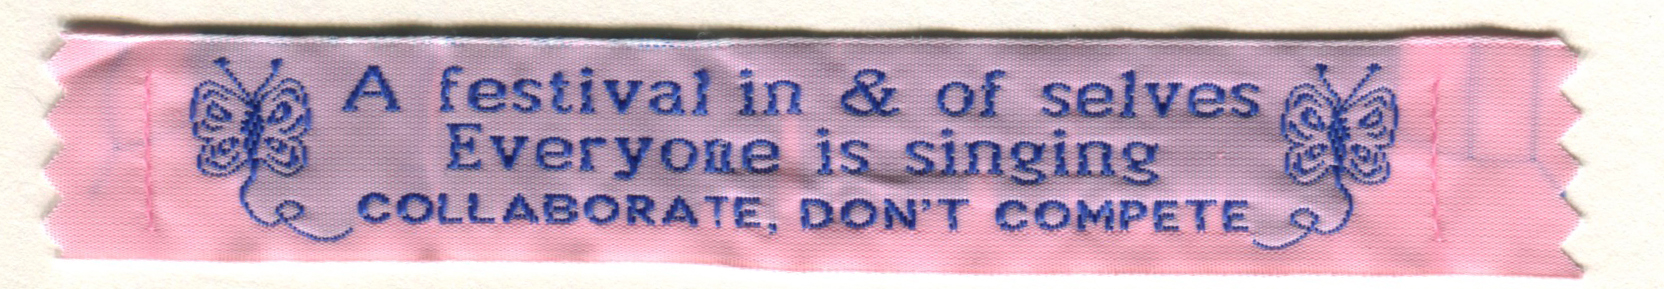 A festival in & of selves
Everyone is singing
COLLABORATE, DON'T COMPETE